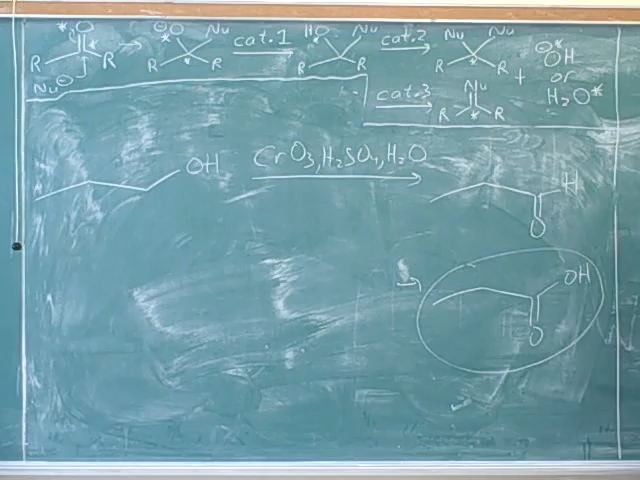 *O ⊖*O Nu cat.1 HO* Nu cat.2 Nu Nu ⊖*OH
R * R R * R R R R * R + or
Nu⊖ cat.3 Nu H2O*
R * R
OH CrO3, H2SO4, H2O H
O
OH
O